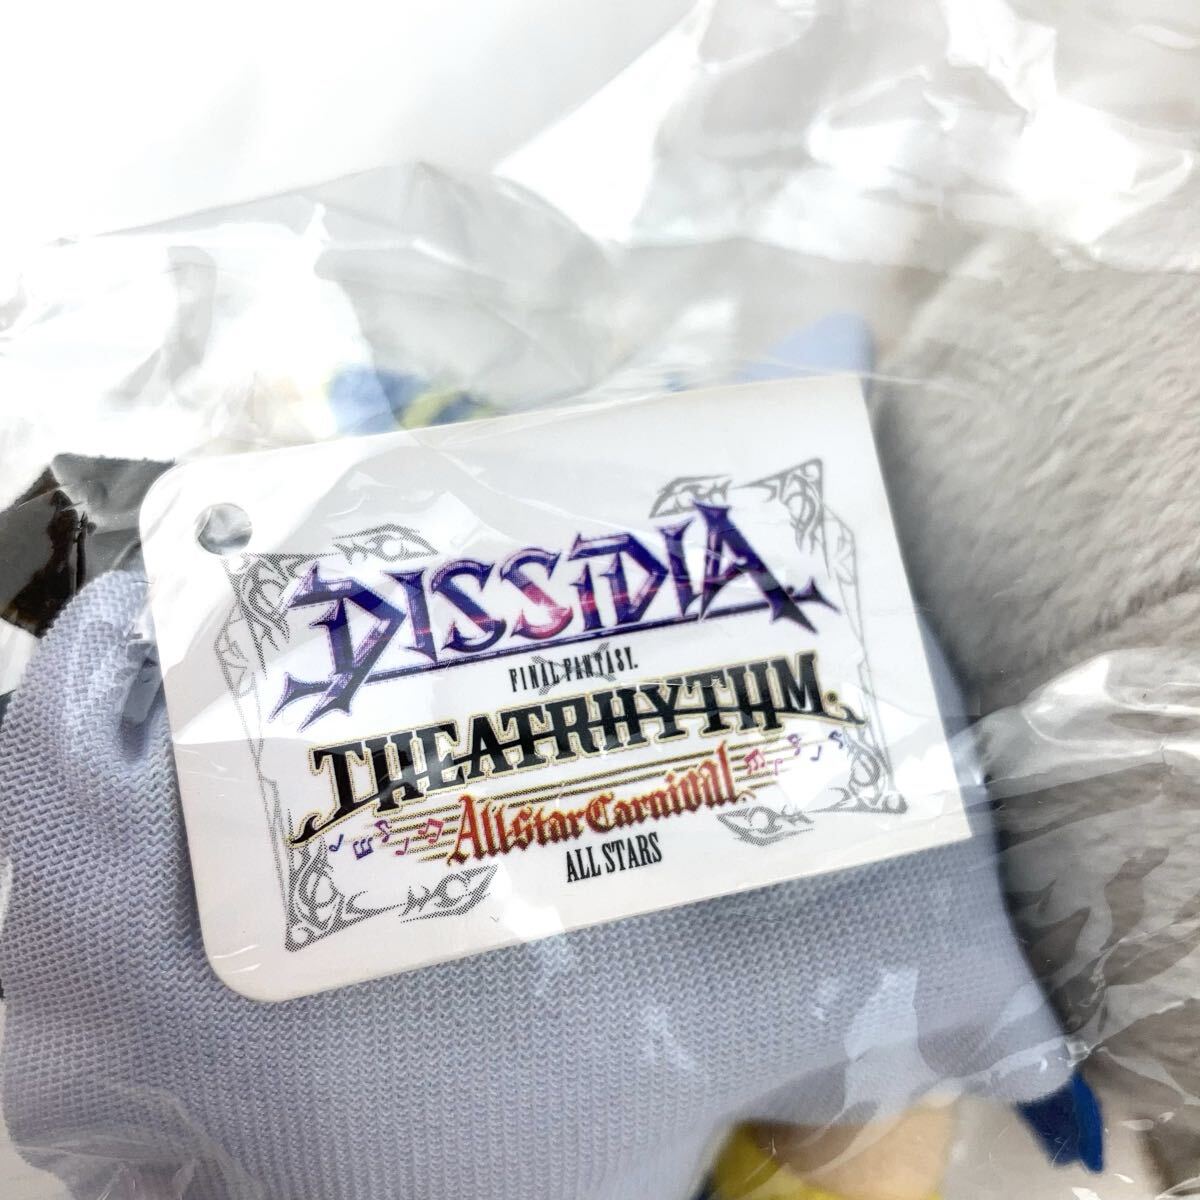 DISSIDIA
FINAL FANTASY.
THEATRHYTHM®
All-Star Carnival
ALL STARS